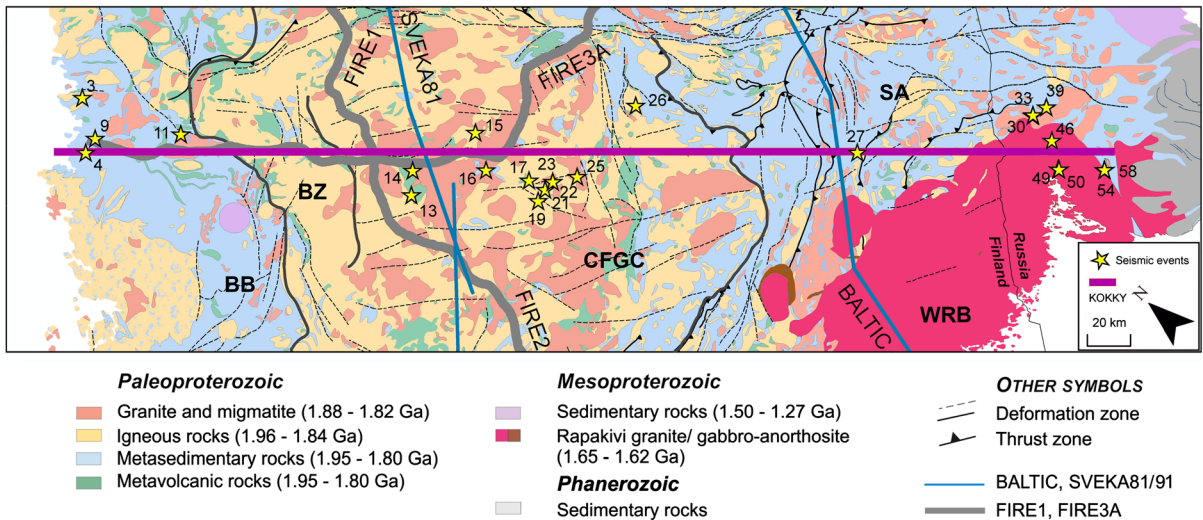 FIRE1
SVEKA81
FIRE3A
3
9
4
11
15
26
SA
27
33
39
30
46
BZ
14
13
16
17
23
25
22
21
19
49
50
54
58
BB
CFGC
FIRE2
BALTIC
WRB
Russia
Finland
Seismic events
KOKKY
N
20 km
Paleoproterozoic
Granite and migmatite (1.88 - 1.82 Ga)
Igneous rocks (1.96 - 1.84 Ga)
Metasedimentary rocks (1.95 - 1.80 Ga)
Metavolcanic rocks (1.95 - 1.80 Ga)
Mesoproterozoic
Sedimentary rocks (1.50 - 1.27 Ga)
Rapakivi granite/ gabbro-anorthosite
(1.65 - 1.62 Ga)
Phanerozoic
Sedimentary rocks
OTHER SYMBOLS
Deformation zone
Thrust zone
BALTIC, SVEKA81/91
FIRE1, FIRE3A